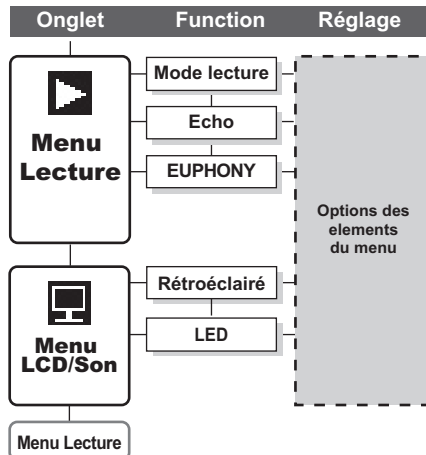 Onglet Function Réglage
Mode lecture
Echo
EUPHONY
Menu
Lecture
Options des
elements
du menu
Rétroéclairé
LED
Menu
LCD/Son
Menu Lecture